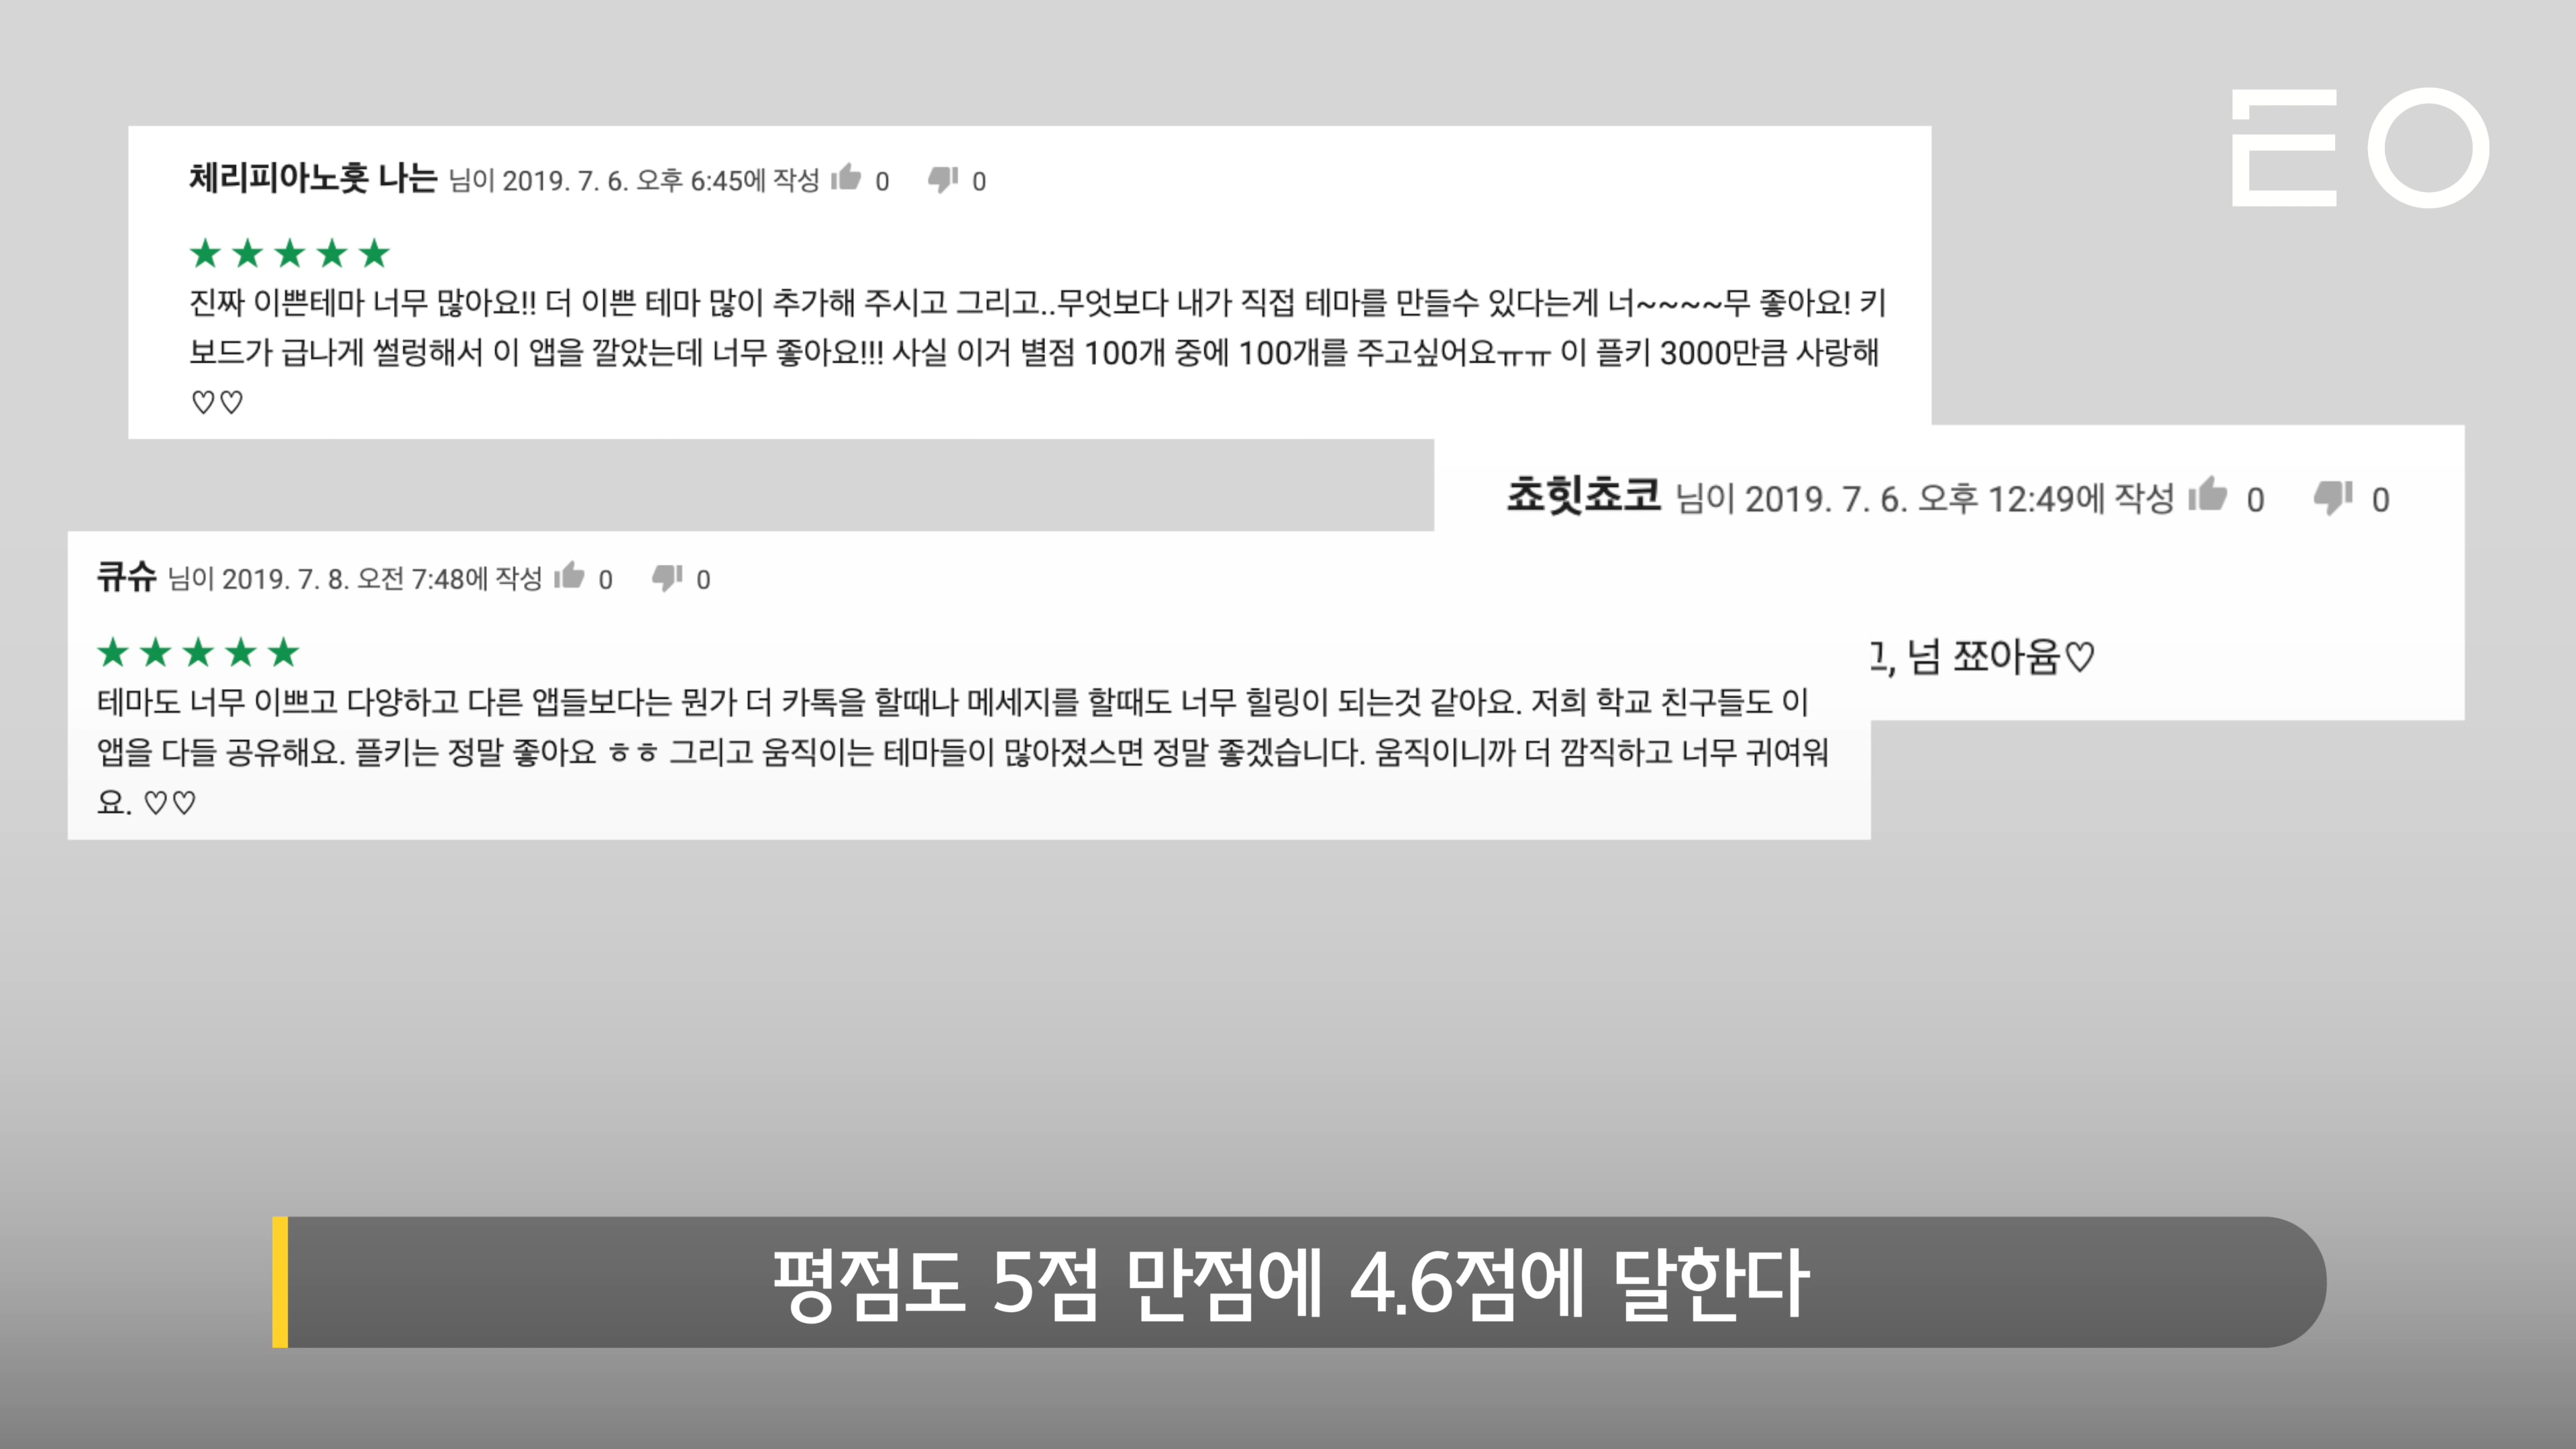 EO
체리피아노훗 나는 님이 2019. 7. 6. 오후 6:45에 작성 0 0
★★★★★
진짜 이쁜테마 너무 많아요!! 더 이쁜 테마 많이 추가해 주시고 그리고..무엇보다 내가 직접 테마를 만들수 있다는게 너~~~~무 좋아요! 키
보드가 급나게 썰렁해서 이 앱을 깔았는데 너무 좋아요!!! 사실 이거 별점 100개 중에 100개를 주고싶어요ㅠㅠ 이 플키 3000만큼 사랑해
♡♡
쵸힛쵸코 님이 2019. 7. 6. 오후 12:49에 작성 0 0
, 넘 쪼아윰♡
큐슈 님이 2019. 7. 8. 오전 7:48에 작성 0 0
★★★★★
테마도 너무 이쁘고 다양하고 다른 앱들보다는 뭔가 더 카톡을 할때나 메세지를 할때도 너무 힐링이 되는것 같아요. 저희 학교 친구들도 이
앱을 다들 공유해요. 플키는 정말 좋아요 ㅎㅎ 그리고 움직이는 테마들이 많아졌스면 정말 좋겠습니다. 움직이니까 더 깜직하고 너무 귀여워
요. ♡♡
평점도 5점 만점에 4.6점에 달한다